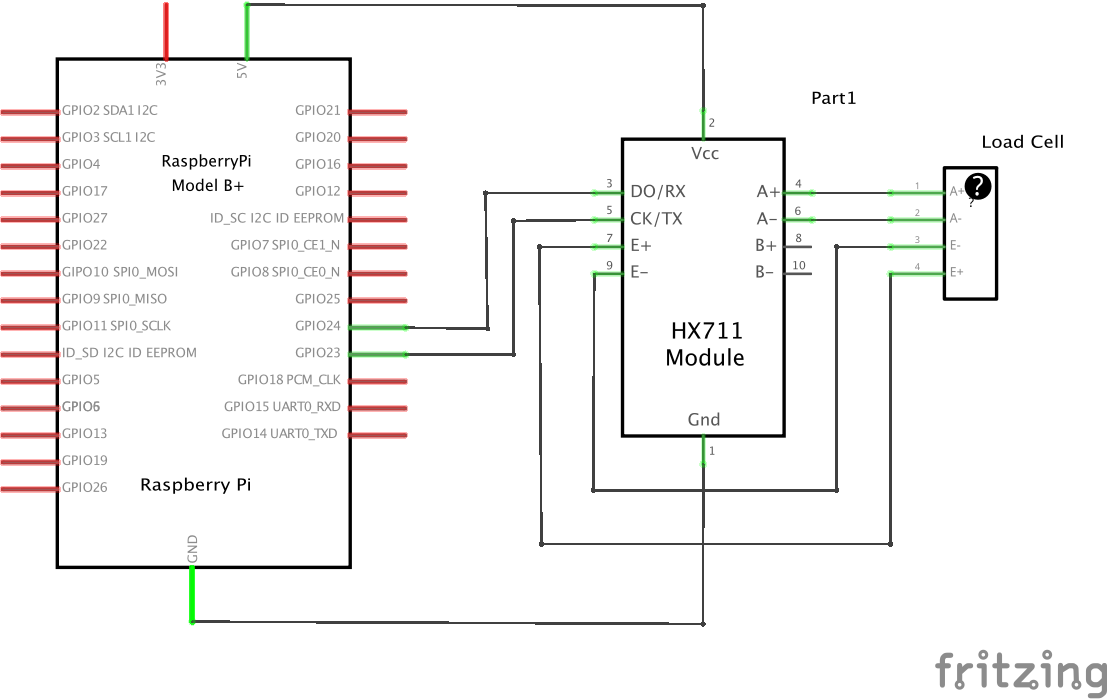 3V3
5V
GPIO2 SDA1 I2C
GPIO3 SCL1 I2C
GPIO4
GPIO17
GPIO27
GPIO22
GIPO10 SPI0_MOSI
GPIO9 SPI0_MISO
GPIO11 SPI0_SCLK
ID_SD I2C ID EEPROM
GPIO5
GPIO6
GPIO13
GPIO19
GPIO26
RaspberryPi
Model B+
GPIO21
GPIO20
GPIO16
GPIO12
ID_SC I2C ID EEPROM
GPIO7 SPI0_CE1_N
GPIO8 SPI0_CE0_N
GPIO25
GPIO24
GPIO23
GPIO18 PCM_CLK
GPIO15 UART0_RXD
GPIO14 UART0_TXD
Raspberry Pi
GND
Part1
2
Vcc
3 DO/RX
5 CK/TX
7 E+
9 E-
A+ 4
A- 6
B+ 8
B- 10
HX711
Module
Gnd
1
Load Cell
1 A+
2 A-
3 E-
4 E+
?
?
fritzing